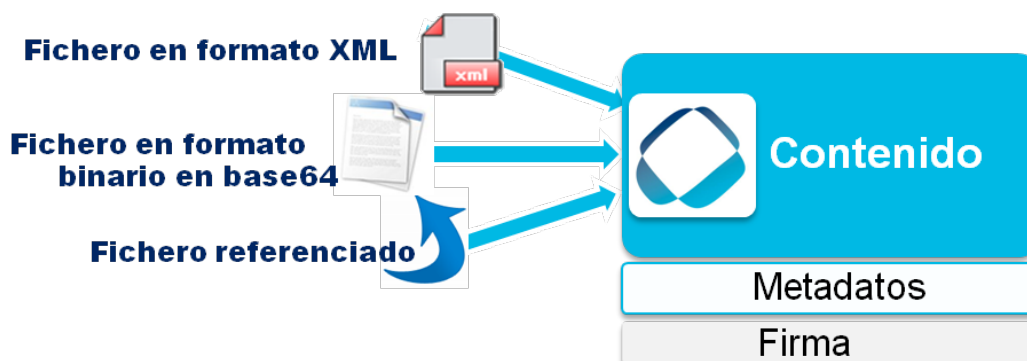 Fichero en formato XML
xml
Fichero en formato
binario en base64
Fichero referenciado
Contenido
Metadatos
Firma